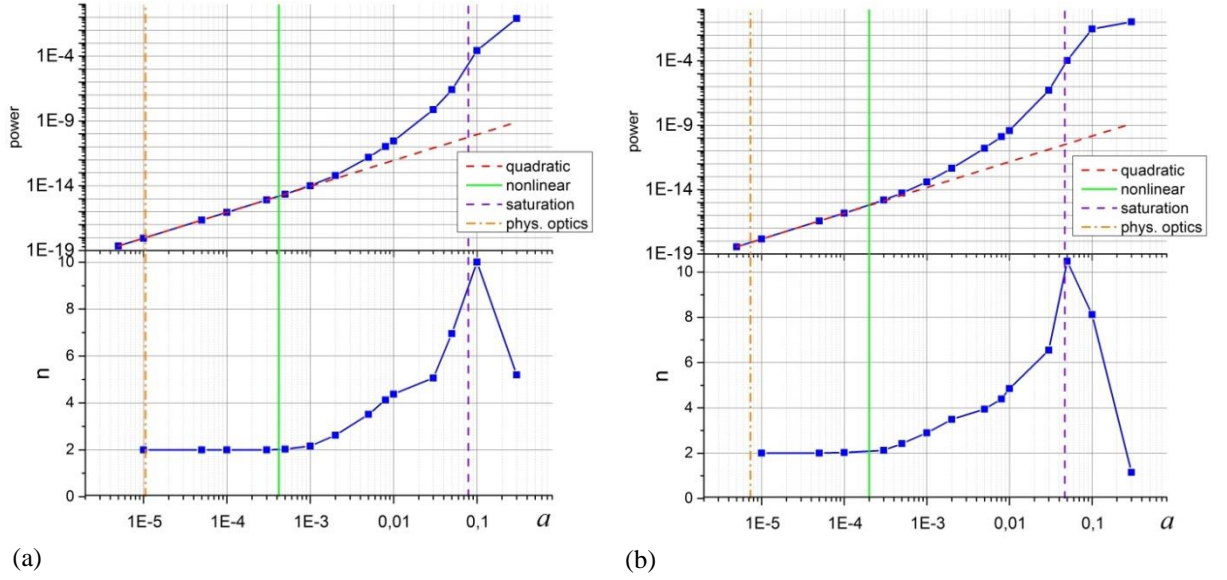 power
1E-4
1E-9
1E-14
1E-19
quadratic
nonlinear
saturation
phys. optics
n
10
8
6
4
2
0
1E-5 1E-4 1E-3 0,01 0,1 a
(a)
power
1E-4
1E-9
1E-14
1E-19
quadratic
nonlinear
saturation
phys. optics
n
10
8
6
4
2
0
1E-5 1E-4 1E-3 0,01 0,1 a
(b)